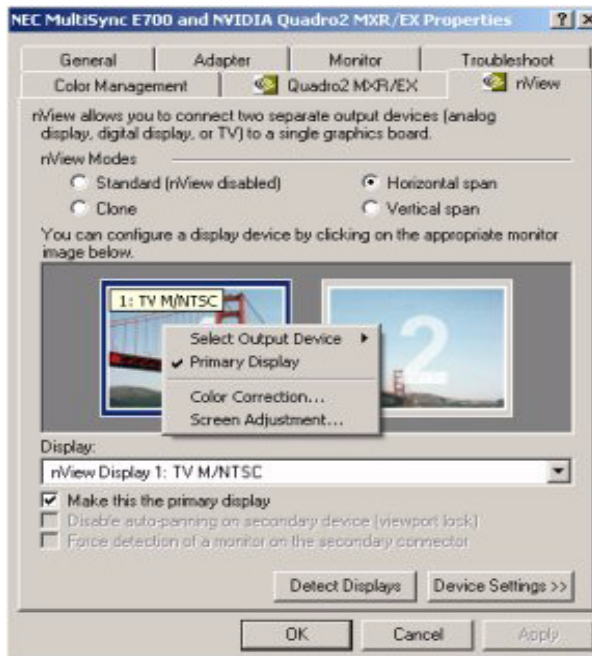 NEC MultiSync E700 and NVIDIA Quadro2 MXR/EX Properties
General Adapter Monitor Troubleshoot
Color Management Quadro2 MXR/EX nView
nView allows you to connect two separate output devices (analog
display, digital display, or TV) to a single graphics board.
nView Modes
Standard (nView disabled) Horizontal span
Clone Vertical span
You can configure a display device by clicking on the appropriate monitor
image below.
1: TV M/NTSC
2
Select Output Device
Primary Display
Color Correction...
Screen Adjustment...
Display:
nView Display 1: TV M/NTSC
Make this the primary display
Disable auto-panning on secondary device (viewport lock)
Force detection of a monitor on the secondary connector
Detect Displays Device Settings >>
OK Cancel Apply